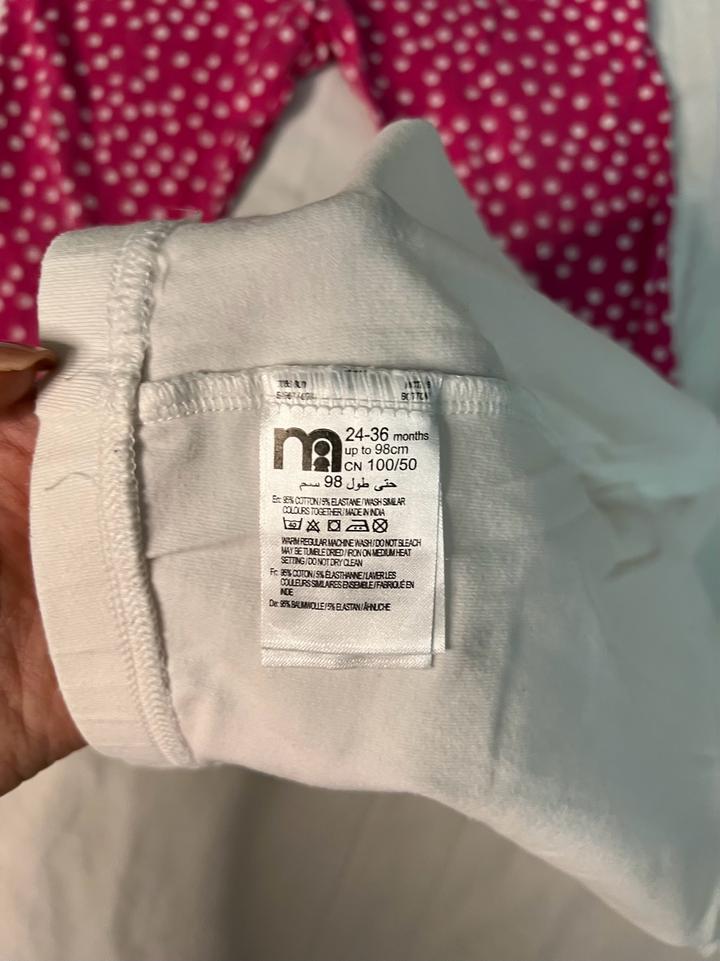 24-36 months
up to 98cm
CN 100/50
حتى طول 98 سم
En: 95% COTTON / 5% ELASTANE / WASH SIMILAR
COLOURS TOGETHER / MADE IN INDIA
40
WARM REGULAR MACHINE WASH / DO NOT BLEACH
MAY BE TUMBLE DRIED / IRON ON MEDIUM HEAT
SETTING / DO NOT DRY CLEAN
Fr: 95% COTON / 5% ÉLASTHANNE / LAVER LES
COULEURS SIMILAIRES ENSEMBLE / FABRIQUÉ EN
INDE
De: 95% BAUMWOLLE / 5% ELASTAN / ÄHNLICHE